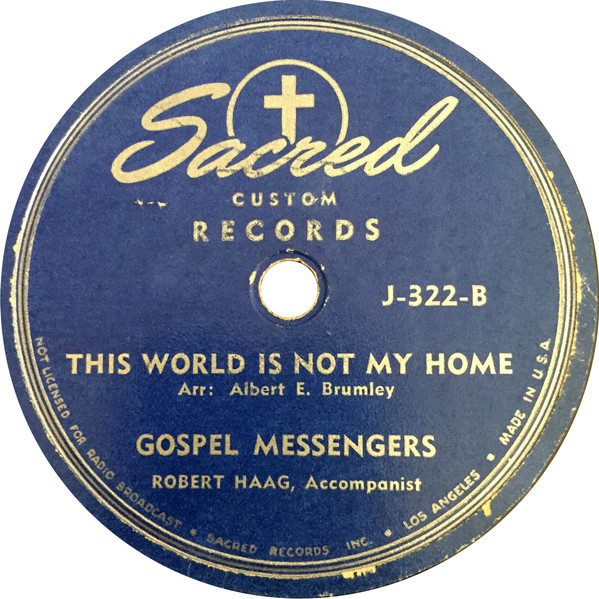 Sacred
CUSTOM
RECORDS
J-322-B
THIS WORLD IS NOT MY HOME
Arr: Albert E. Brumley
GOSPEL MESSENGERS
ROBERT HAAG, Accompanist
NOT LICENSED FOR RADIO BROADCAST • SACRED RECORDS INC. • LOS ANGELES • MADE IN U.S.A.